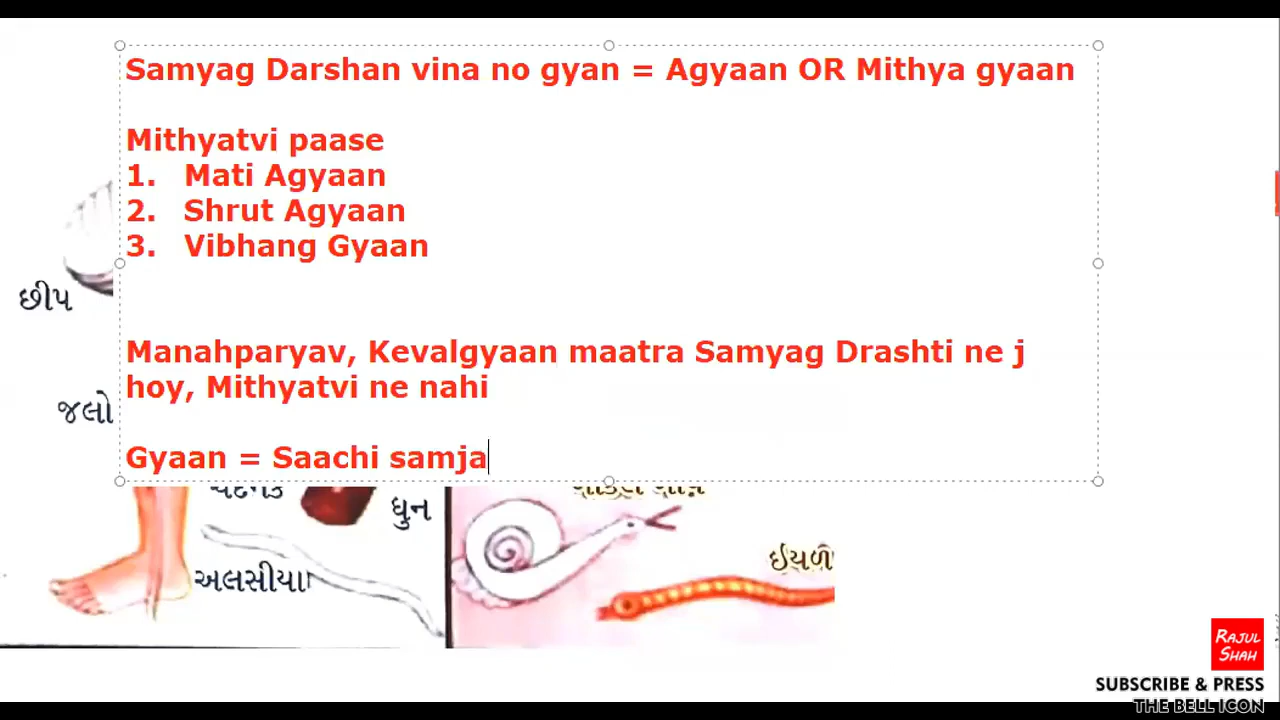 Samyag Darshan vina no gyan = Agyaan OR Mithya gyaan
Mithyatvi paase
1. Mati Agyaan
2. Shrut Agyaan
3. Vibhang Gyaan
છીપ
Manahparyav, Kevalgyaan maatra Samyag Drashti ne j
hoy, Mithyatvi ne nahi
જલો
Gyaan = Saachi samja
ધુન
ઈયળ
અલસીયા
RAJUL
SHAH
SUBSCRIBE & PRESS
THE BELL ICON